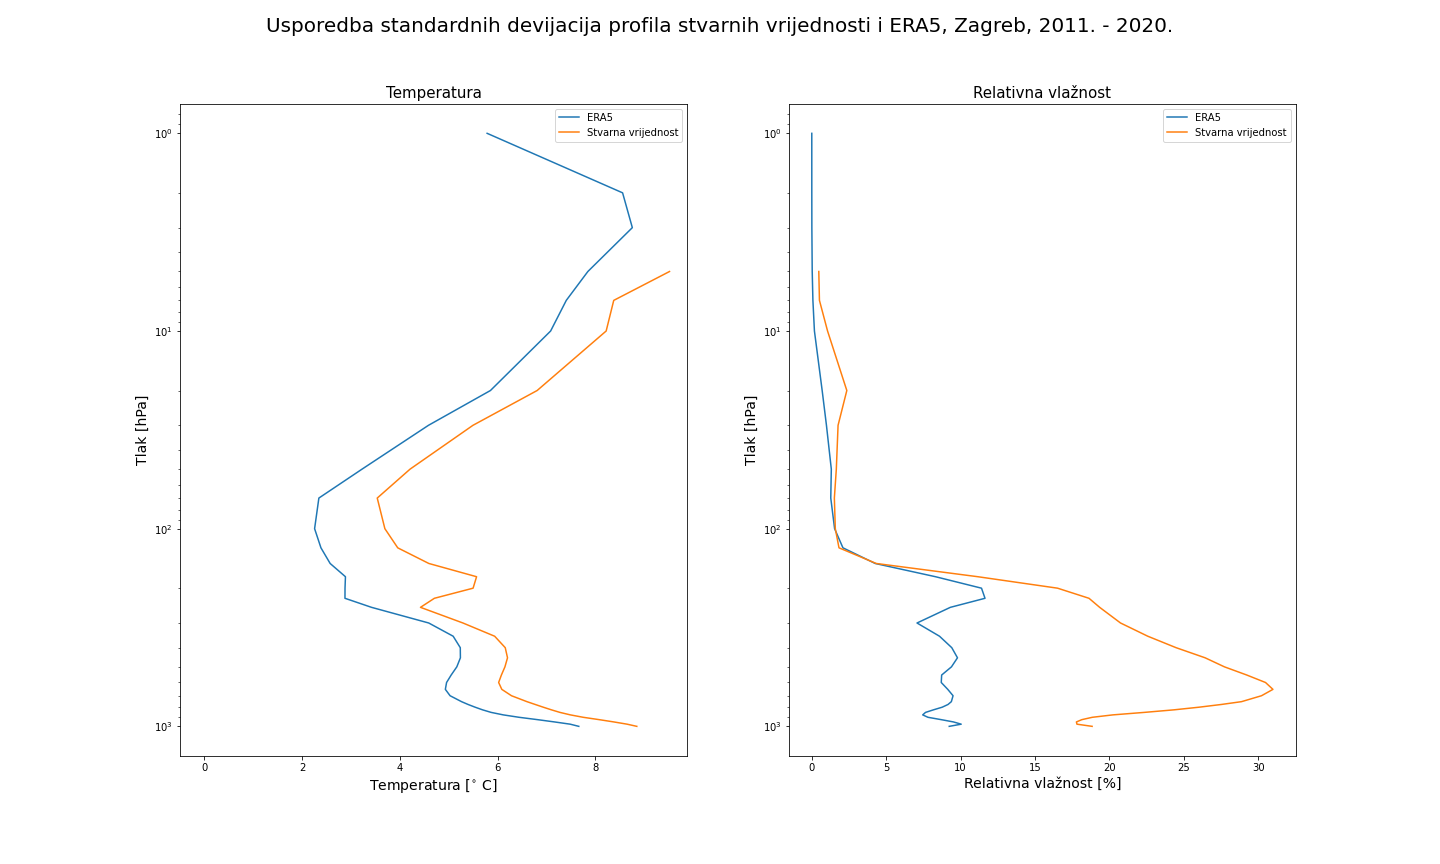 Usporedba standardnih devijacija profila stvarnih vrijednosti i ERA5, Zagreb, 2011. - 2020.
Temperatura
ERA5
Stvarna vrijednost
10⁰
10¹
10²
10³
Tlak [hPa]
0 2 4 6 8
Temperatura [° C]
Relativna vlažnost
ERA5
Stvarna vrijednost
10⁰
10¹
10²
10³
Tlak [hPa]
0 5 10 15 20 25 30
Relativna vlažnost [%]